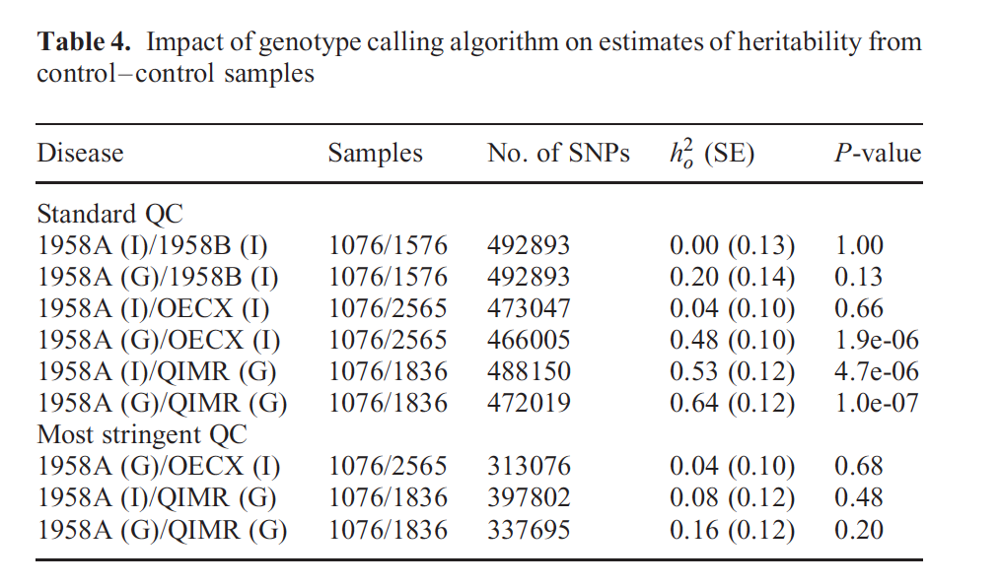 Table 4. Impact of genotype calling algorithm on estimates of heritability from
control–control samples
Disease Samples No. of SNPs h²ₒ (SE) P-value
Standard QC
1958A (I)/1958B (I) 1076/1576 492893 0.00 (0.13) 1.00
1958A (G)/1958B (I) 1076/1576 492893 0.20 (0.14) 0.13
1958A (I)/OECX (I) 1076/2565 473047 0.04 (0.10) 0.66
1958A (G)/OECX (I) 1076/2565 466005 0.48 (0.10) 1.9e-06
1958A (I)/QIMR (G) 1076/1836 488150 0.53 (0.12) 4.7e-06
1958A (G)/QIMR (G) 1076/1836 472019 0.64 (0.12) 1.0e-07
Most stringent QC
1958A (G)/OECX (I) 1076/2565 313076 0.04 (0.10) 0.68
1958A (I)/QIMR (G) 1076/1836 397802 0.08 (0.12) 0.48
1958A (G)/QIMR (G) 1076/1836 337695 0.16 (0.12) 0.20